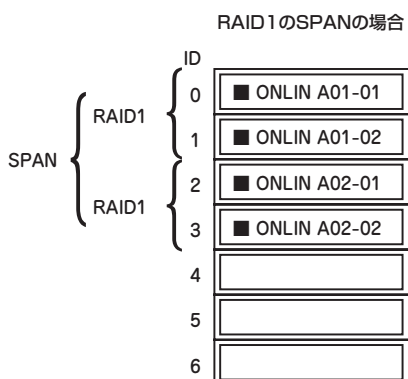 RAID1のSPANの場合
ID
0 ■ ONLIN A01-01
RAID1
1 ■ ONLIN A01-02
SPAN
2 ■ ONLIN A02-01
RAID1
3 ■ ONLIN A02-02
4
5
6